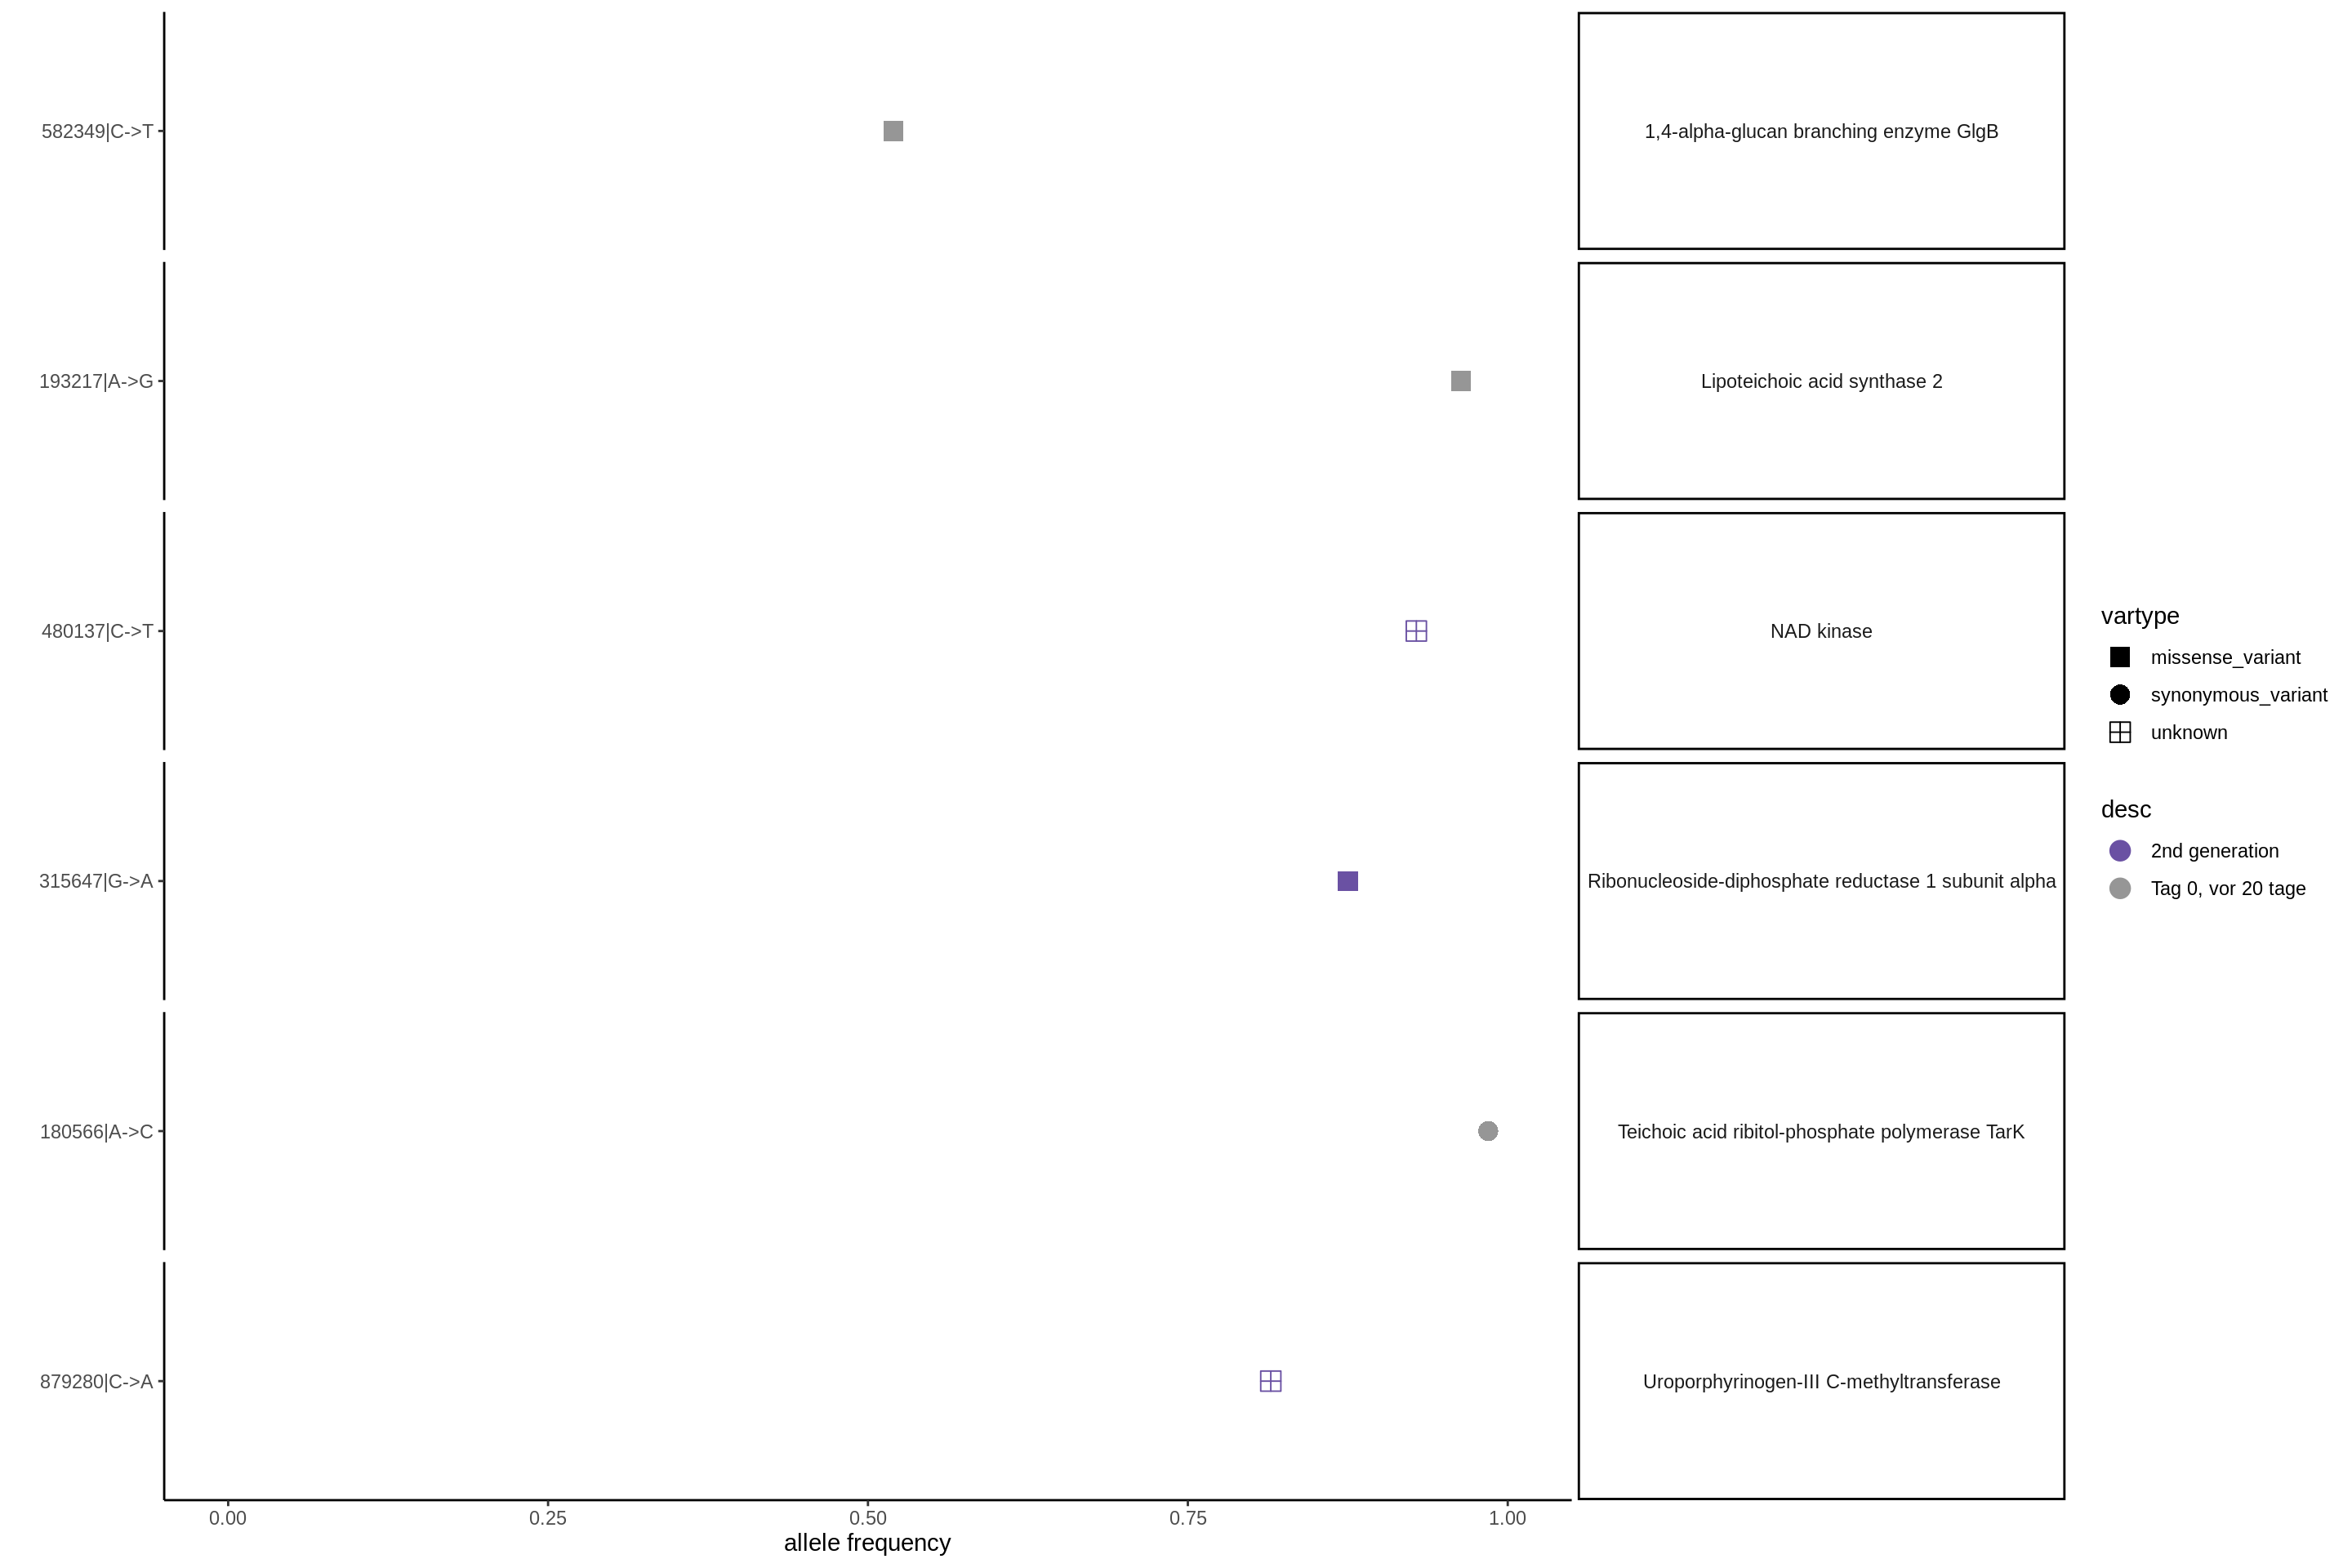 582349|C->T
1,4-alpha-glucan branching enzyme GlgB
193217|A->G
Lipoteichoic acid synthase 2
480137|C->T
NAD kinase
315647|G->A
Ribonucleoside-diphosphate reductase 1 subunit alpha
180566|A->C
Teichoic acid ribitol-phosphate polymerase TarK
879280|C->A
Uroporphyrinogen-III C-methyltransferase
0.00 0.25 0.50 0.75 1.00
allele frequency
vartype
missense_variant
synonymous_variant
unknown
desc
2nd generation
Tag 0, vor 20 tage